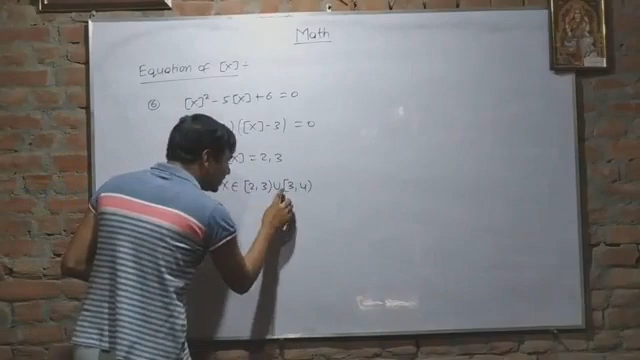 Math
Equation of [x]÷
⑥ [x]² - 5[x] + 6 = 0
) ([x] - 3) = 0
x] = 2, 3
x ∈ [2, 3) ∪ [3, 4)